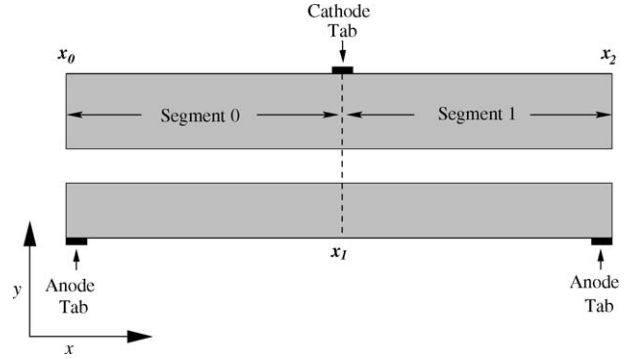 Cathode
Tab
x0
x2
Segment 0
Segment 1
x1
Anode
Tab
Anode
Tab
y
x